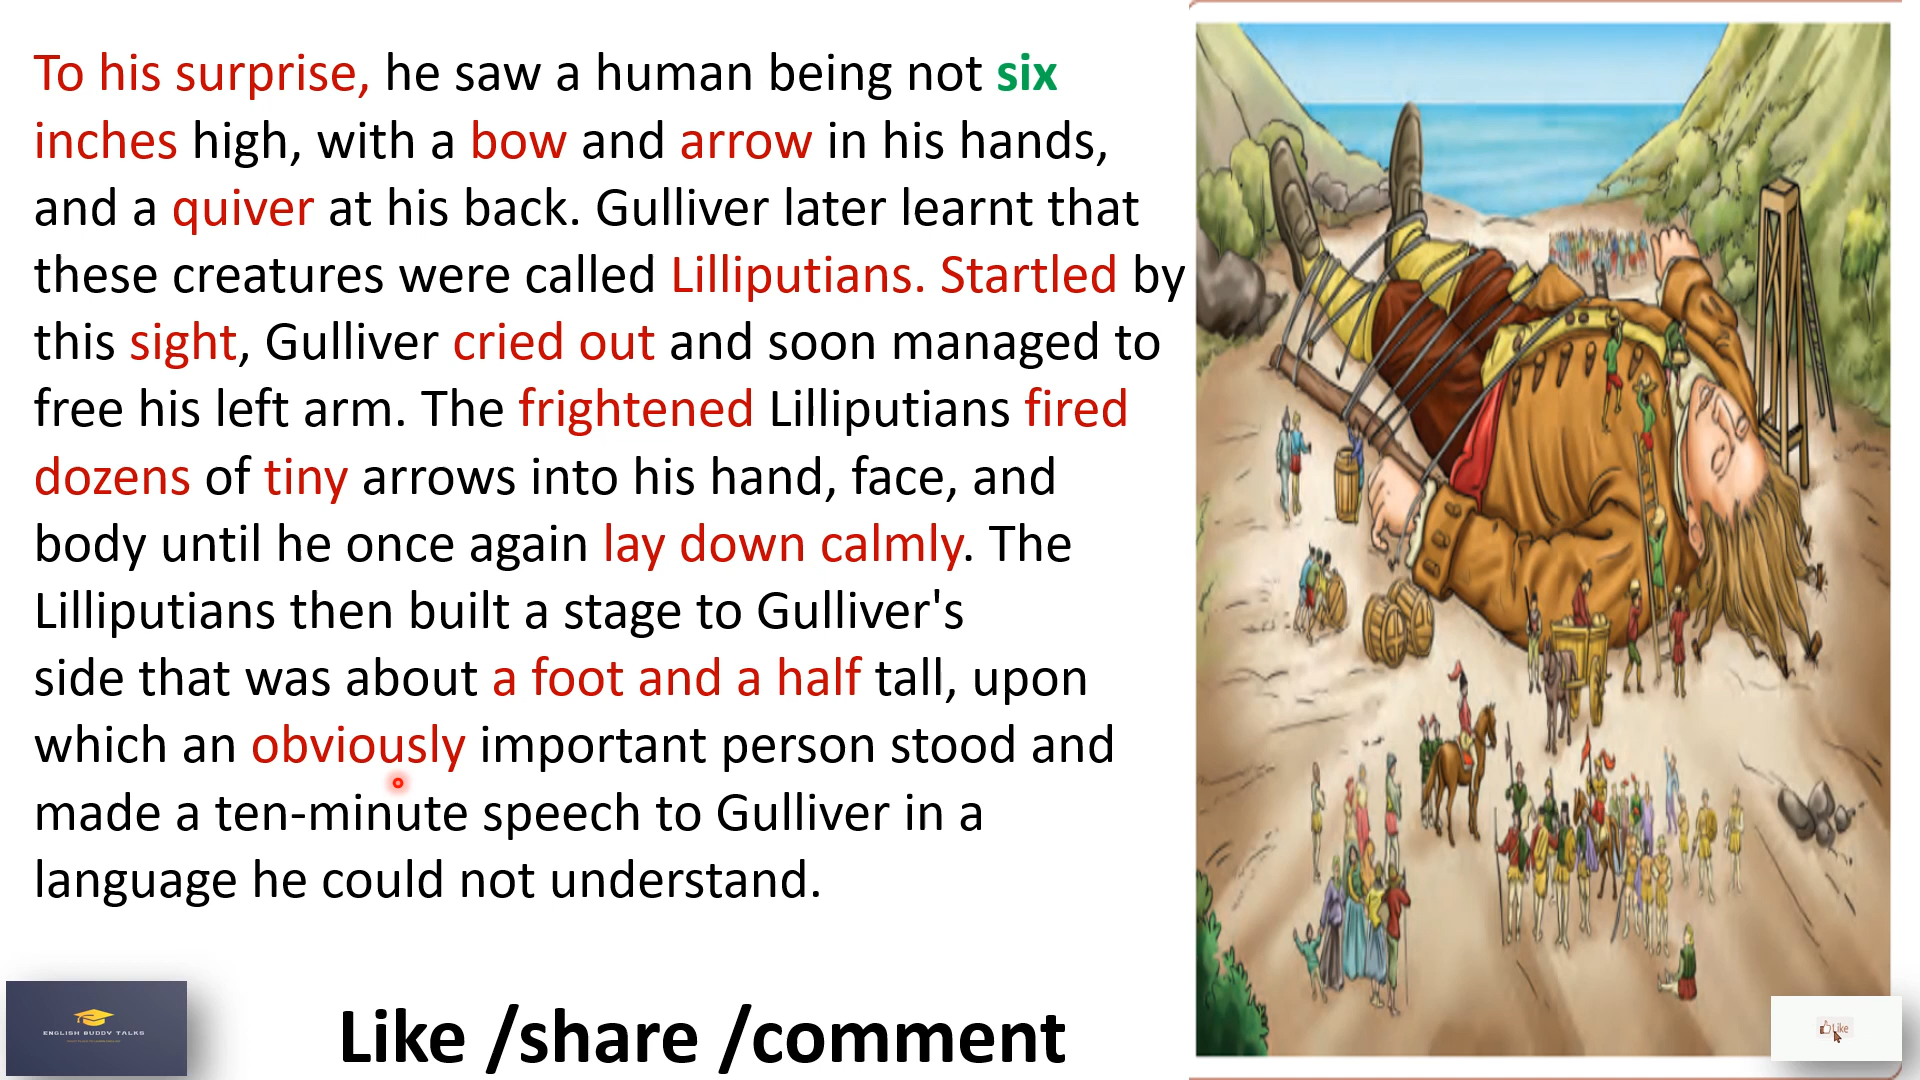 To his surprise, he saw a human being not six
inches high, with a bow and arrow in his hands,
and a quiver at his back. Gulliver later learnt that
these creatures were called Lilliputians. Startled by
this sight, Gulliver cried out and soon managed to
free his left arm. The frightened Lilliputians fired
dozens of tiny arrows into his hand, face, and
body until he once again lay down calmly. The
Lilliputians then built a stage to Gulliver's
side that was about a foot and a half tall, upon
which an obviously important person stood and
made a ten-minute speech to Gulliver in a
language he could not understand.
ENGLISH BUDDY TALKS
Like /share /comment
Like